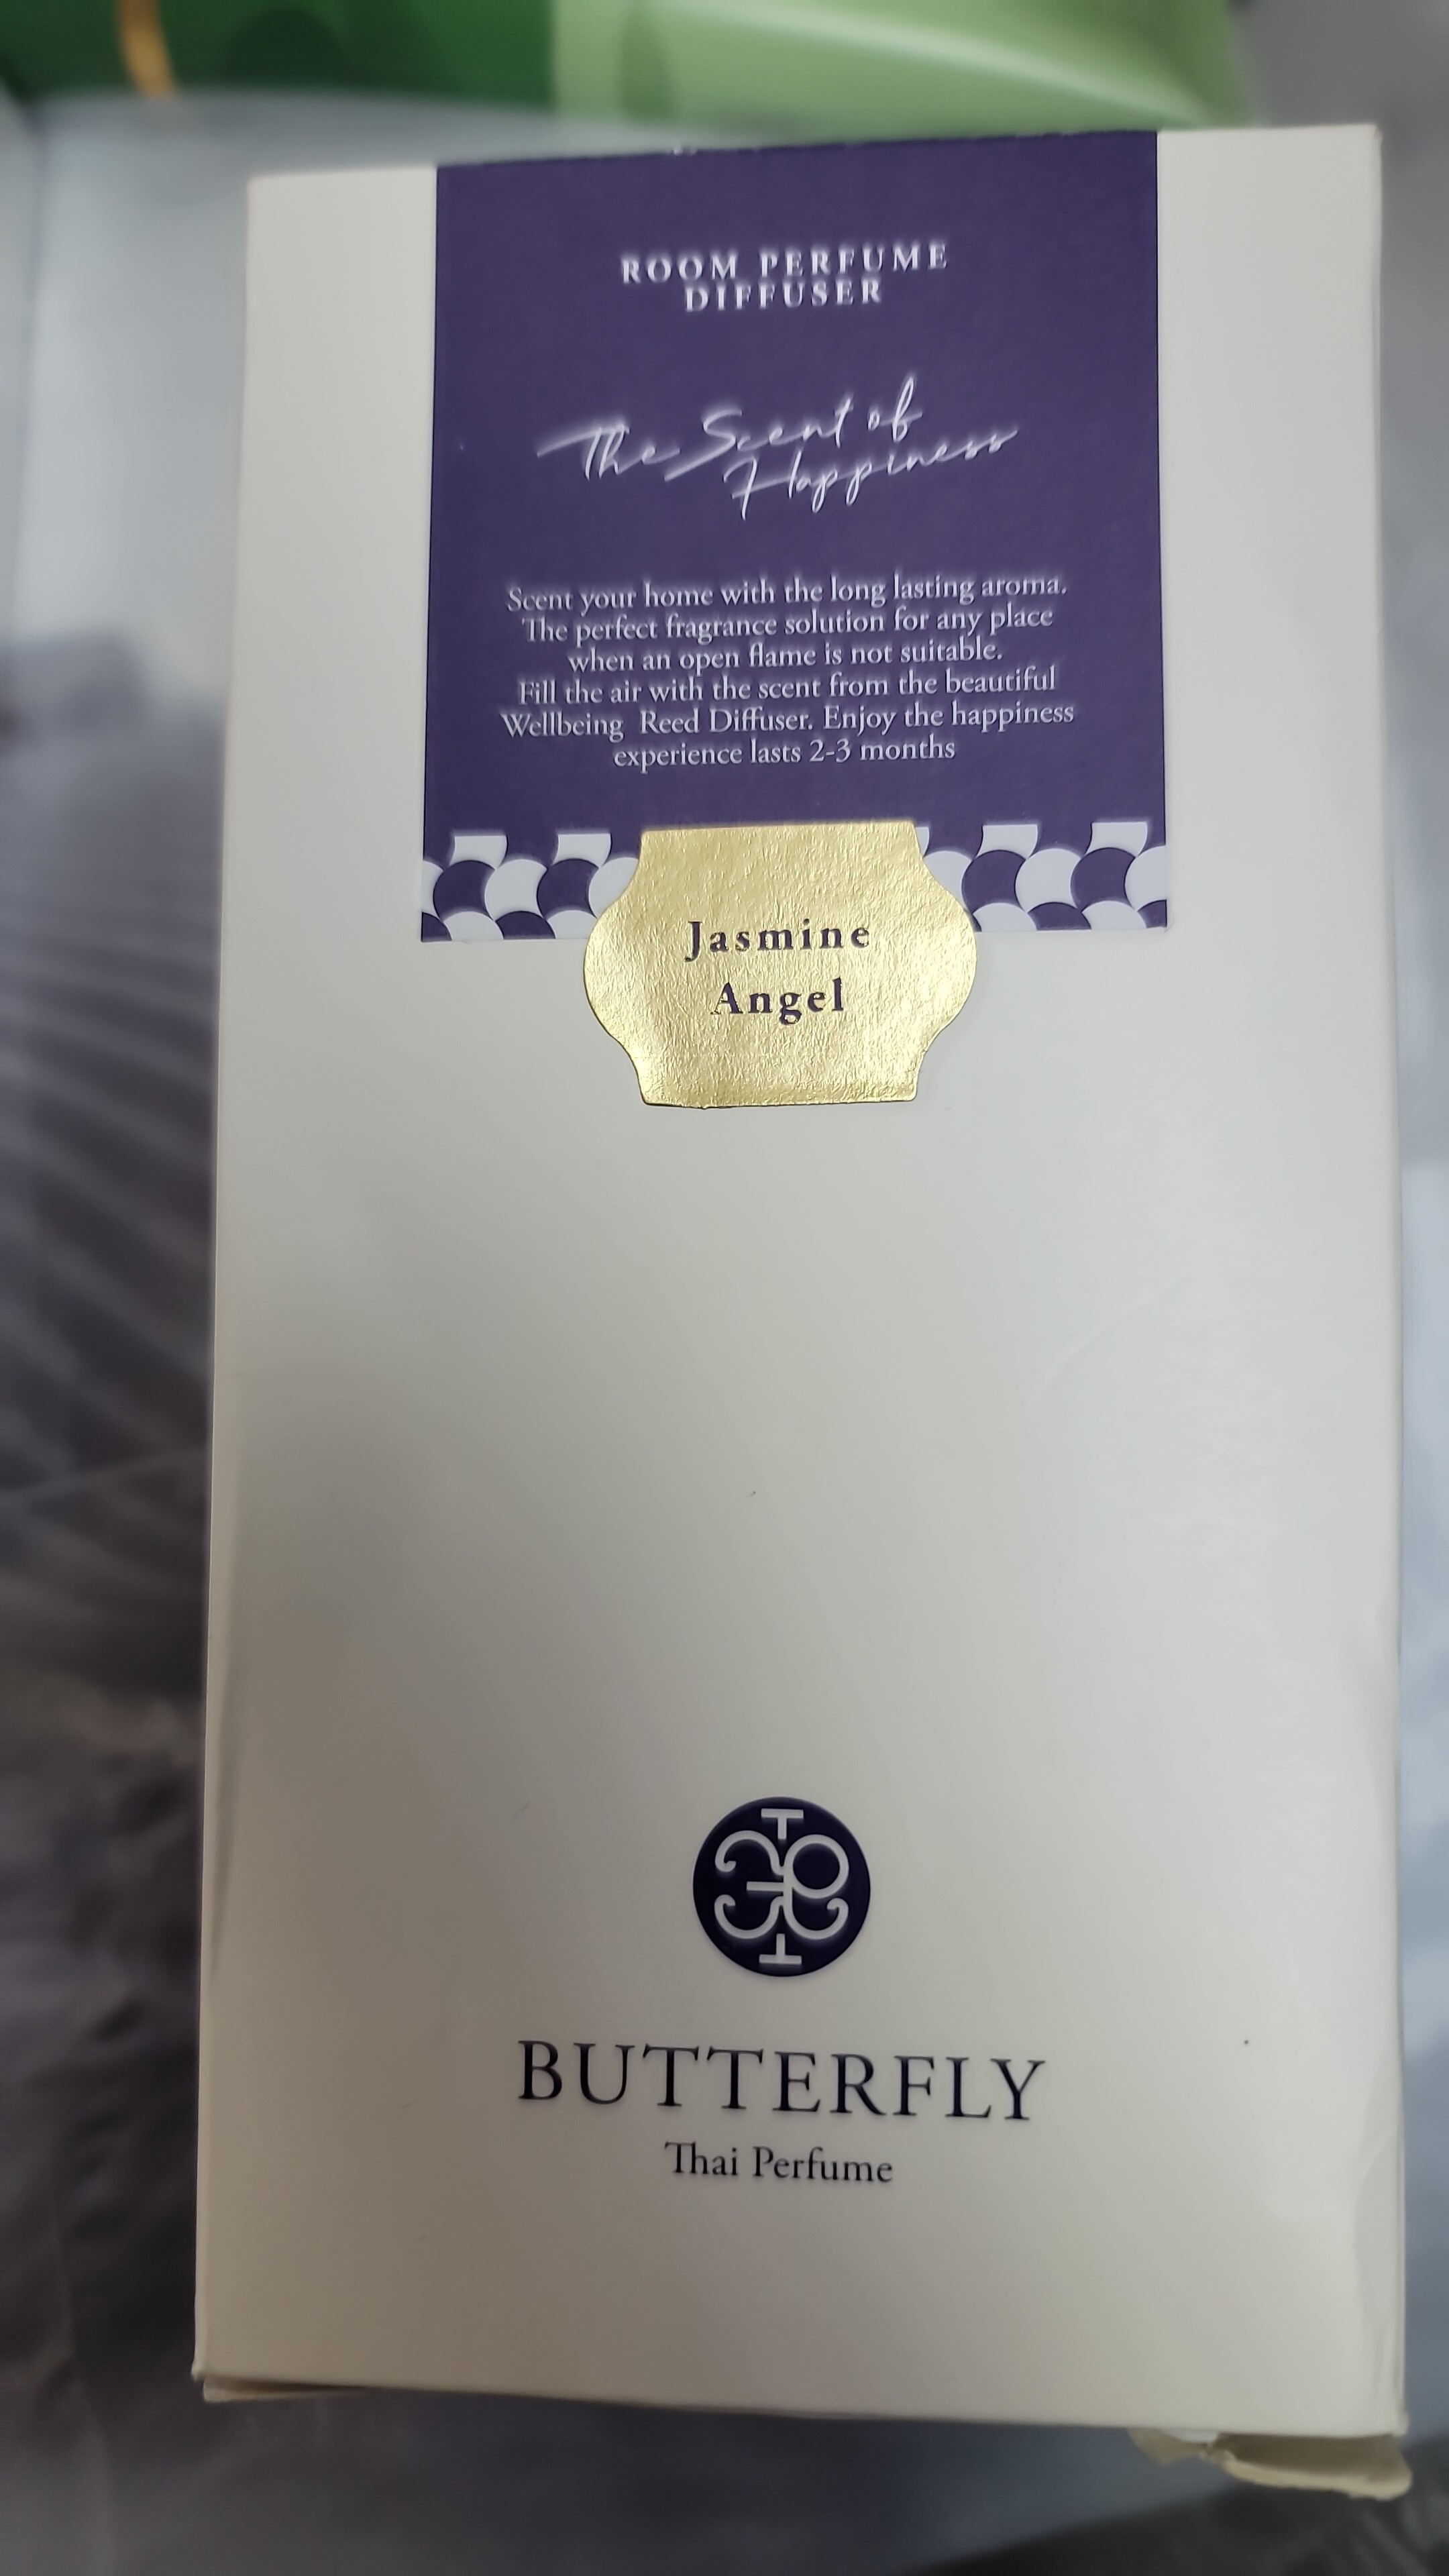 ROOM PERFUME
DIFFUSER
The Scent of
Happiness
Scent your home with the long lasting aroma.
The perfect fragrance solution for any place
when an open flame is not suitable.
Fill the air with the scent from the beautiful
Wellbeing Reed Diffuser. Enjoy the happiness
experience lasts 2-3 months
Jasmine
Angel
BUTTERFLY
Thai Perfume